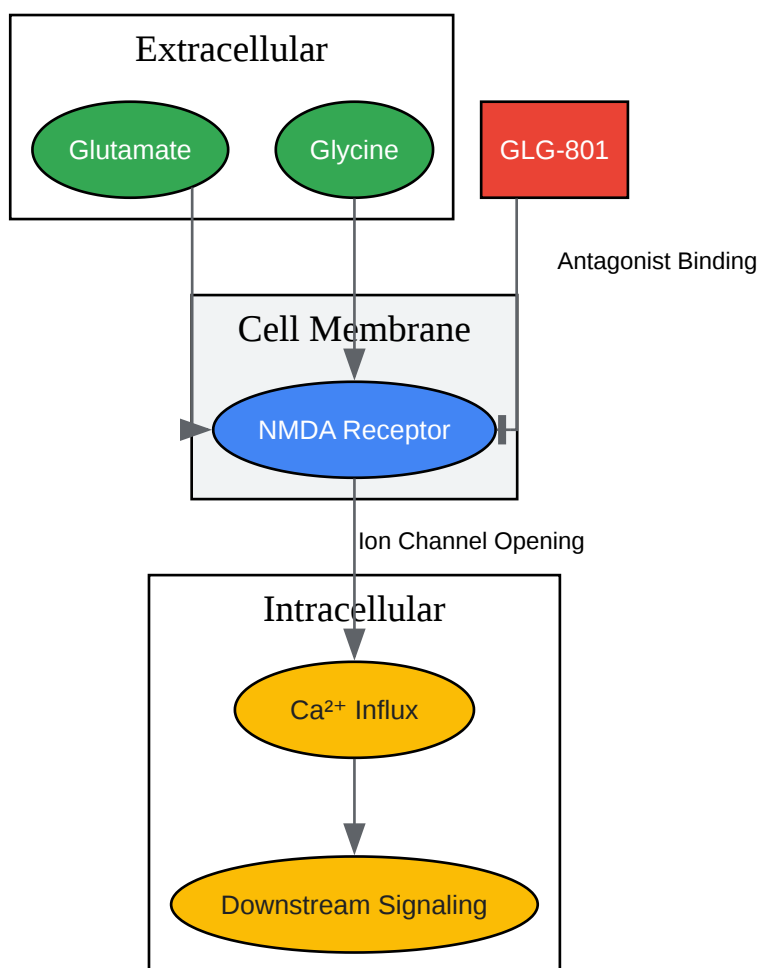 Extracellular
Glutamate
Glycine
GLG-801
Antagonist Binding
Cell Membrane
NMDA Receptor
Ion Channel Opening
Intracellular
Ca²⁺ Influx
Downstream Signaling